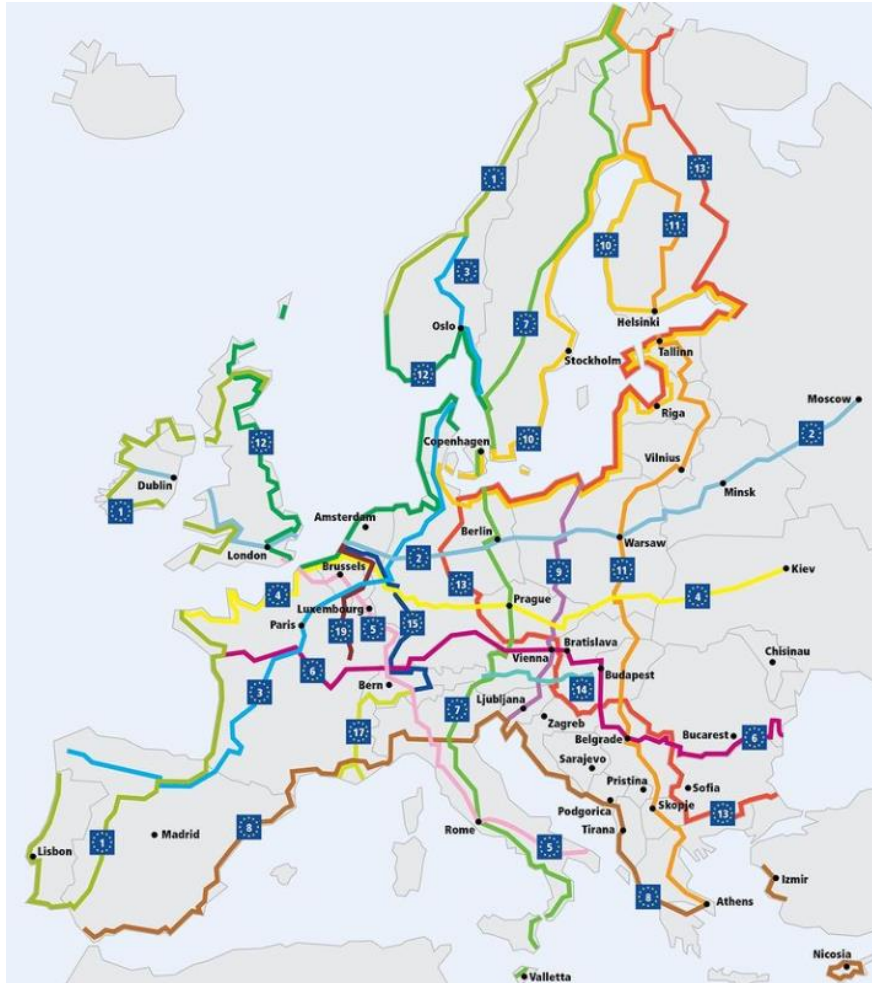 1
13
11
10
3
7
Oslo
Helsinki
12
Stockholm
Tallinn
Riga
Moscow
12
Copenhagen
10
2
Vilnius
Dublin
Minsk
1
Amsterdam
Berlin
Warsaw
London
2
Brussels
13
9
11
Kiev
4
4
Luxembourg
Prague
Paris
19
5
15
Vienna
Bratislava
Chisinau
6
Budapest
Bern
3
14
7
Ljubljana
Zagreb
17
Belgrade
Bucarest
6
Sarajevo
Pristina
Sofia
Skopje
Podgorica
13
8
Madrid
Rome
Tirana
1
5
Lisbon
Izmir
8
Athens
Nicosia
Valletta